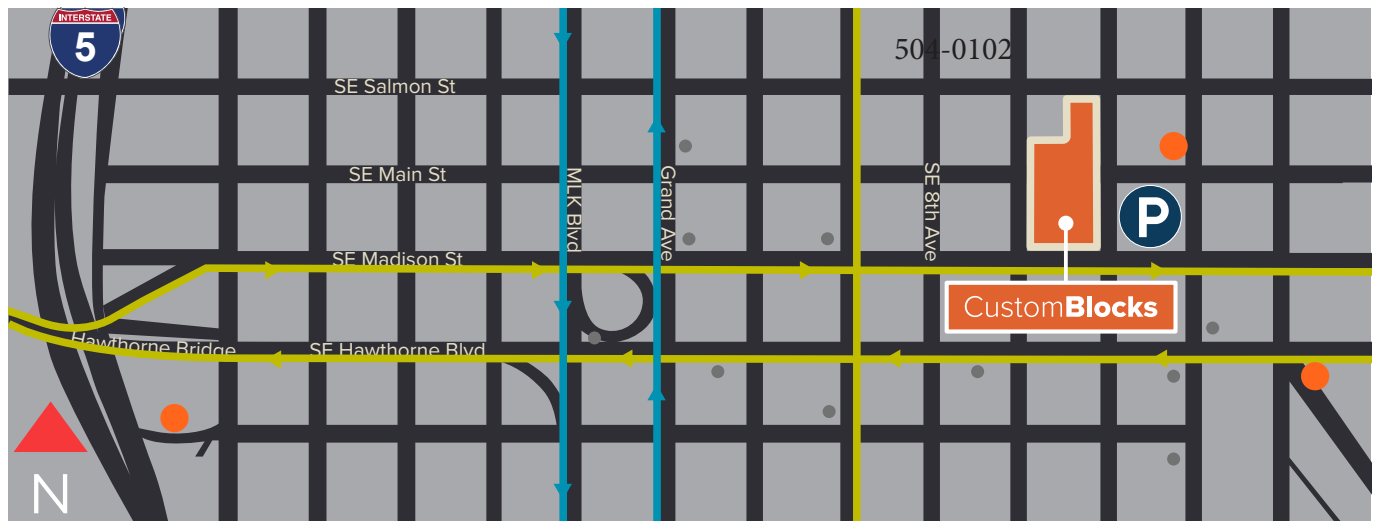 INTERSTATE
5
504-0102
SE Salmon St
SE Main St
MLK Blvd
Grand Ave
SE 8th Ave
P
SE Madison St
CustomBlocks
Hawthorne Bridge
SE Hawthorne Blvd
N